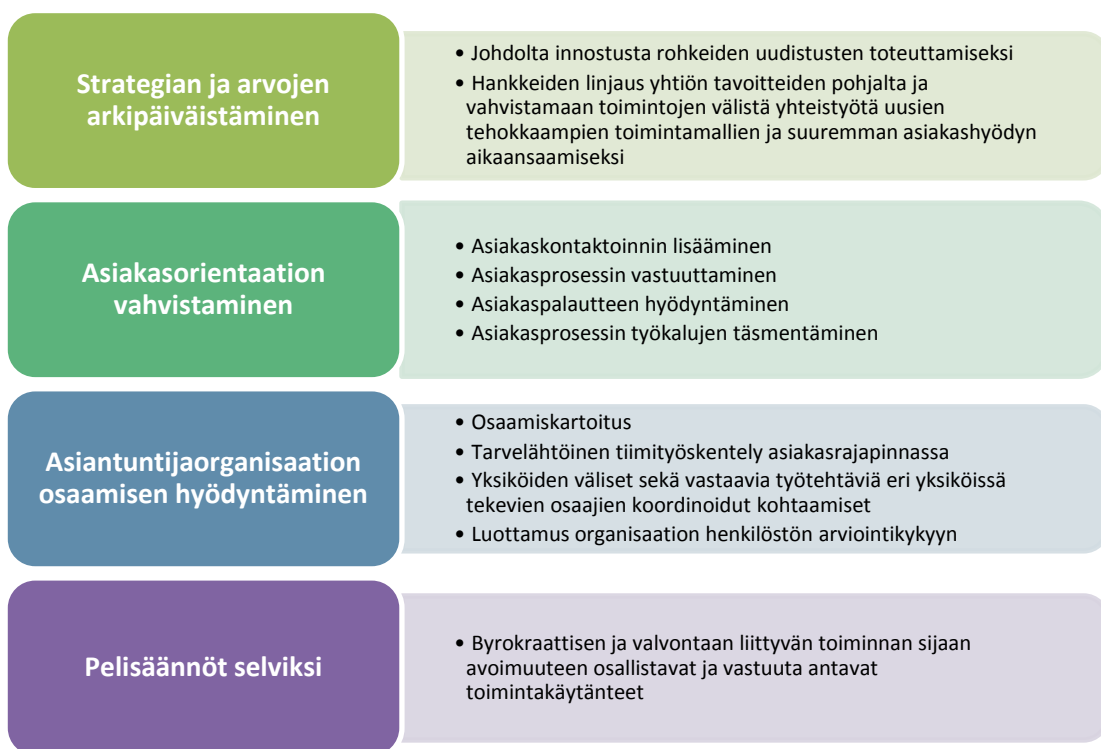 Strategian ja arvojen
arkipäiväistäminen
• Johdolta innostusta rohkeiden uudistusten toteuttamiseksi
• Hankkeiden linjaus yhtiön tavoitteiden pohjalta ja
vahvistamaan toimintojen välistä yhteistyötä uusien
tehokkaampien toimintamallien ja suuremman asiakashyödyn
aikaansaamiseksi
Asiakasorientaation
vahvistaminen
• Asiakaskontaktoinnin lisääminen
• Asiakasprosessin vastuuttaminen
• Asiakaspalautteen hyödyntäminen
• Asiakasprosessin työkalujen täsmentäminen
Asiantuntijaorganisaation
osaamisen hyödyntäminen
• Osaamiskartoitus
• Tarvelähtöinen tiimityöskentely asiakasrajapinnassa
• Yksiköiden väliset sekä vastaavia työtehtäviä eri yksiköissä
tekevien osaajien koordinoidut kohtaamiset
• Luottamus organisaation henkilöstön arviointikykyyn
Pelisäännöt selviksi
• Byrokraattisen ja valvontaan liittyvän toiminnan sijaan
avoimuuteen osallistavat ja vastuuta antavat
toimintakäytänteet